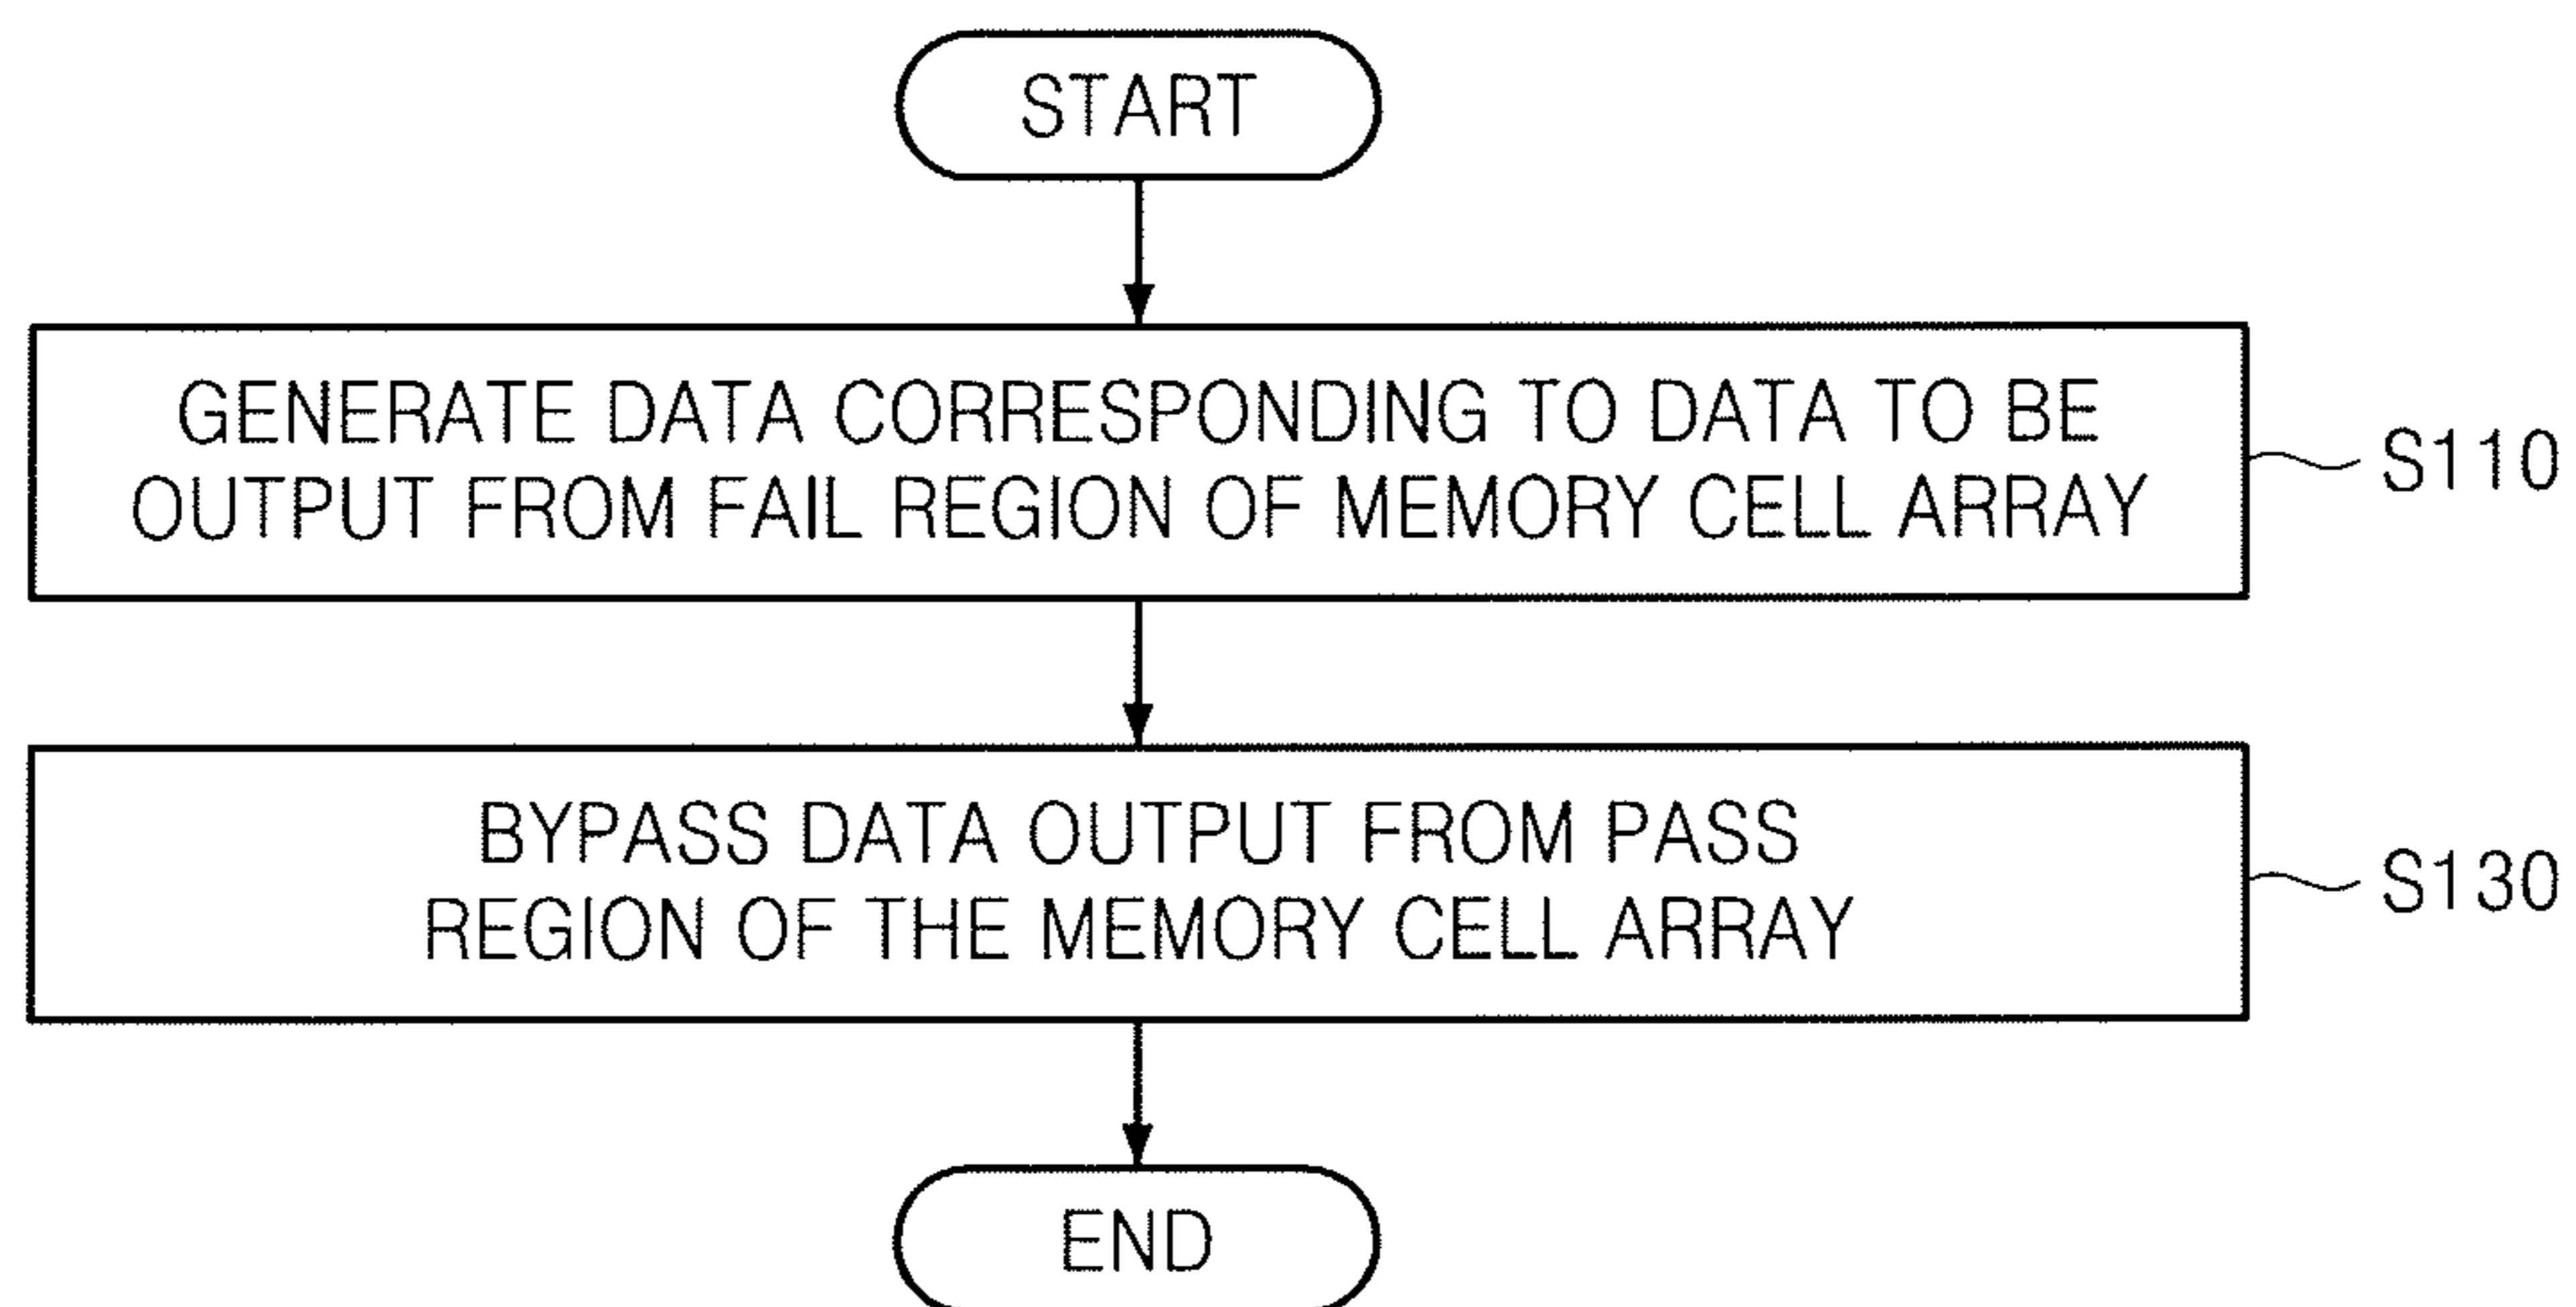 START
GENERATE DATA CORRESPONDING TO DATA TO BE
OUTPUT FROM FAIL REGION OF MEMORY CELL ARRAY
S110
BYPASS DATA OUTPUT FROM PASS
REGION OF THE MEMORY CELL ARRAY
S130
END